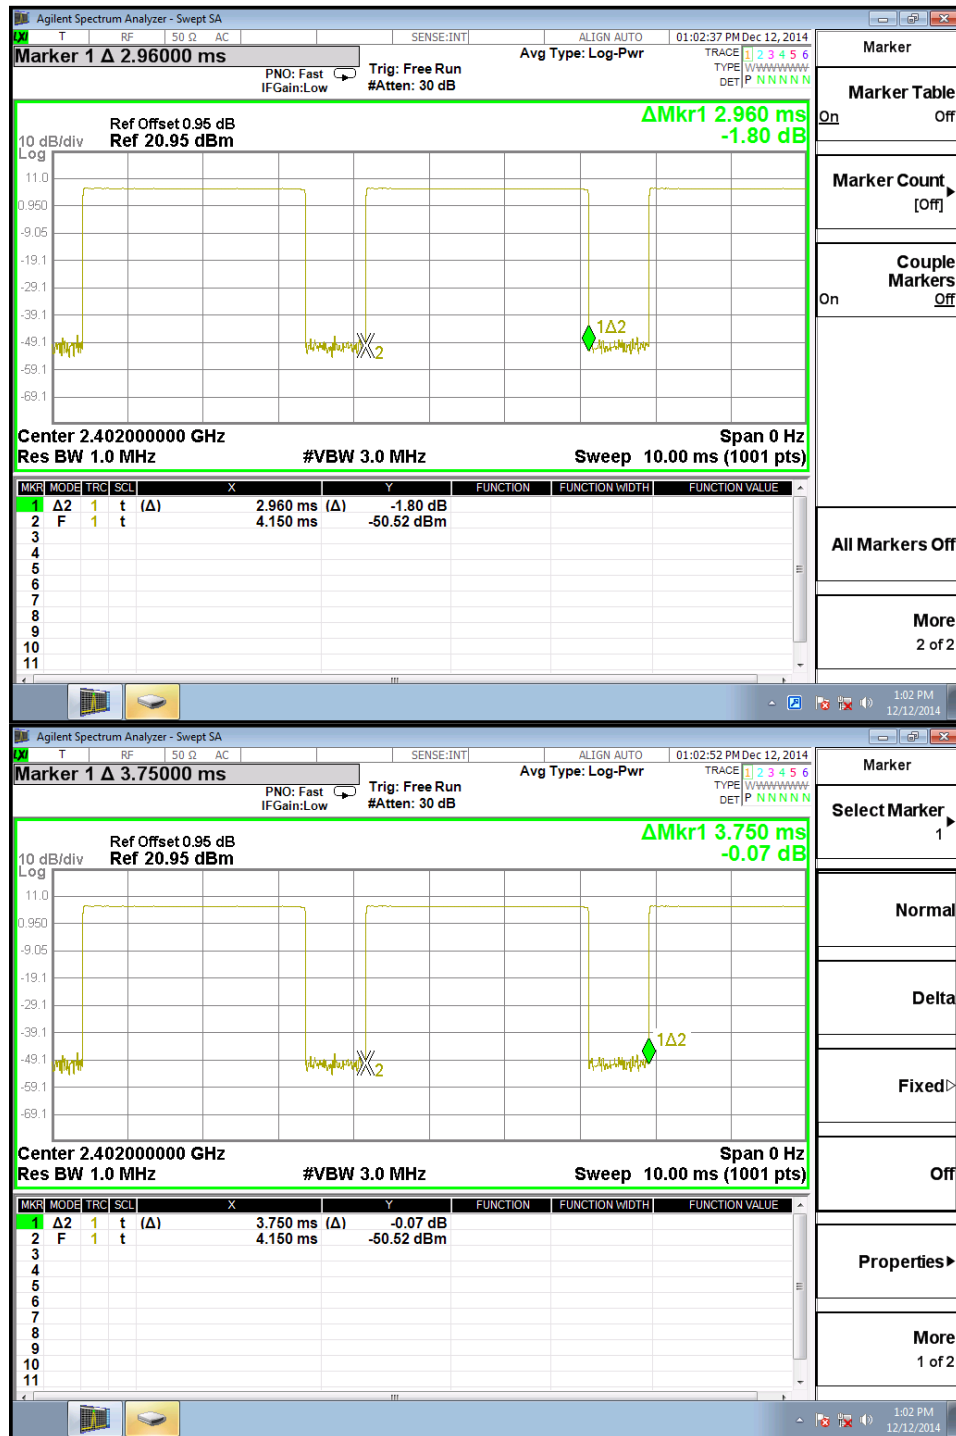 Agilent Spectrum Analyzer - Swept SA
LXI T RF 50 Ω AC SENSE:INT ALIGN AUTO 01:02:37 PM Dec 12, 2014
Marker 1 Δ 2.96000 ms
PNO: Fast
IFGain:Low
Trig: Free Run
#Atten: 30 dB
Avg Type: Log-Pwr
TRACE 1 2 3 4 5 6
TYPE WWWWWW
DET P N N N N N
Ref Offset 0.95 dB
10 dB/div Ref 20.95 dBm
Log
ΔMkr1 2.960 ms
-1.80 dB
11.0
0.950
-9.05
-19.1
-29.1
-39.1
-49.1
-59.1
-69.1
2
1Δ2
Center 2.402000000 GHz Span 0 Hz
Res BW 1.0 MHz #VBW 3.0 MHz Sweep 10.00 ms (1001 pts)
MKR MODE TRC SCL X Y FUNCTION FUNCTION WIDTH FUNCTION VALUE
1 Δ2 1 t (Δ) 2.960 ms (Δ) -1.80 dB
2 F 1 t 4.150 ms -50.52 dBm
3
4
5
6
7
8
9
10
11
Marker
Marker Table
On Off
Marker Count
[Off]
Couple
Markers
On Off
All Markers Off
More
2 of 2
1:02 PM
12/12/2014
Agilent Spectrum Analyzer - Swept SA
LXI T RF 50 Ω AC SENSE:INT ALIGN AUTO 01:02:52 PM Dec 12, 2014
Marker 1 Δ 3.75000 ms
PNO: Fast
IFGain:Low
Trig: Free Run
#Atten: 30 dB
Avg Type: Log-Pwr
TRACE 1 2 3 4 5 6
TYPE WWWWWW
DET P N N N N N
Ref Offset 0.95 dB
10 dB/div Ref 20.95 dBm
Log
ΔMkr1 3.750 ms
-0.07 dB
11.0
0.950
-9.05
-19.1
-29.1
-39.1
-49.1
-59.1
-69.1
2
1Δ2
Center 2.402000000 GHz Span 0 Hz
Res BW 1.0 MHz #VBW 3.0 MHz Sweep 10.00 ms (1001 pts)
MKR MODE TRC SCL X Y FUNCTION FUNCTION WIDTH FUNCTION VALUE
1 Δ2 1 t (Δ) 3.750 ms (Δ) -0.07 dB
2 F 1 t 4.150 ms -50.52 dBm
3
4
5
6
7
8
9
10
11
Marker
Select Marker
1
Normal
Delta
Fixed
Off
Properties
More
1 of 2
1:02 PM
12/12/2014